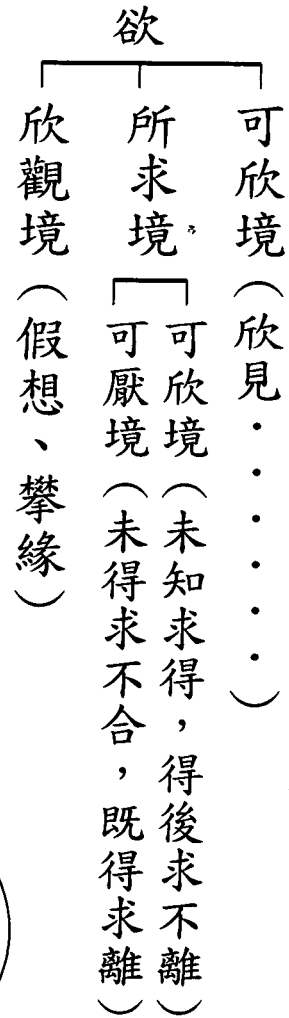 欲
可欣境（欣見．．．．．．）
所求境
可欣境（未知求得，得後求不離）
可厭境（未得求不合，既得求離）
欣觀境（假想、攀緣）